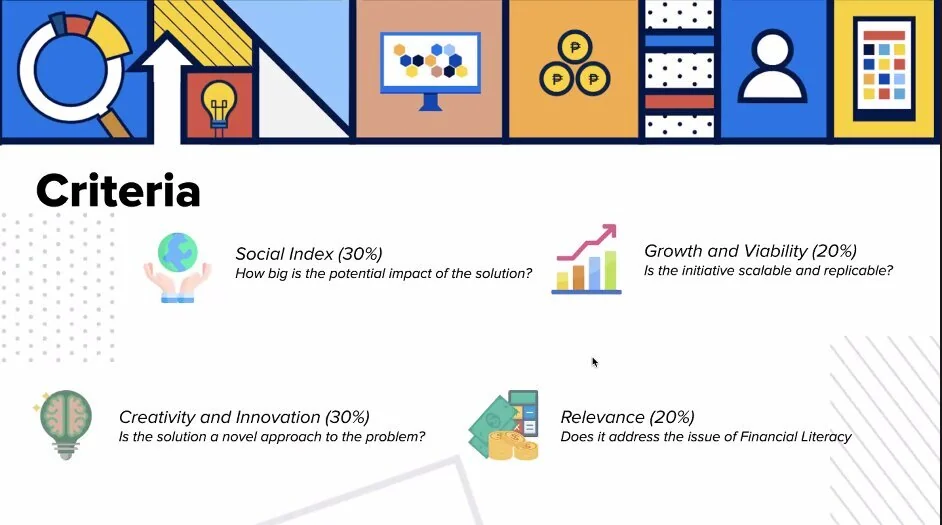 Criteria
Social Index (30%)
How big is the potential impact of the solution?
Growth and Viability (20%)
Is the initiative scalable and replicable?
Creativity and Innovation (30%)
Is the solution a novel approach to the problem?
Relevance (20%)
Does it address the issue of Financial Literacy